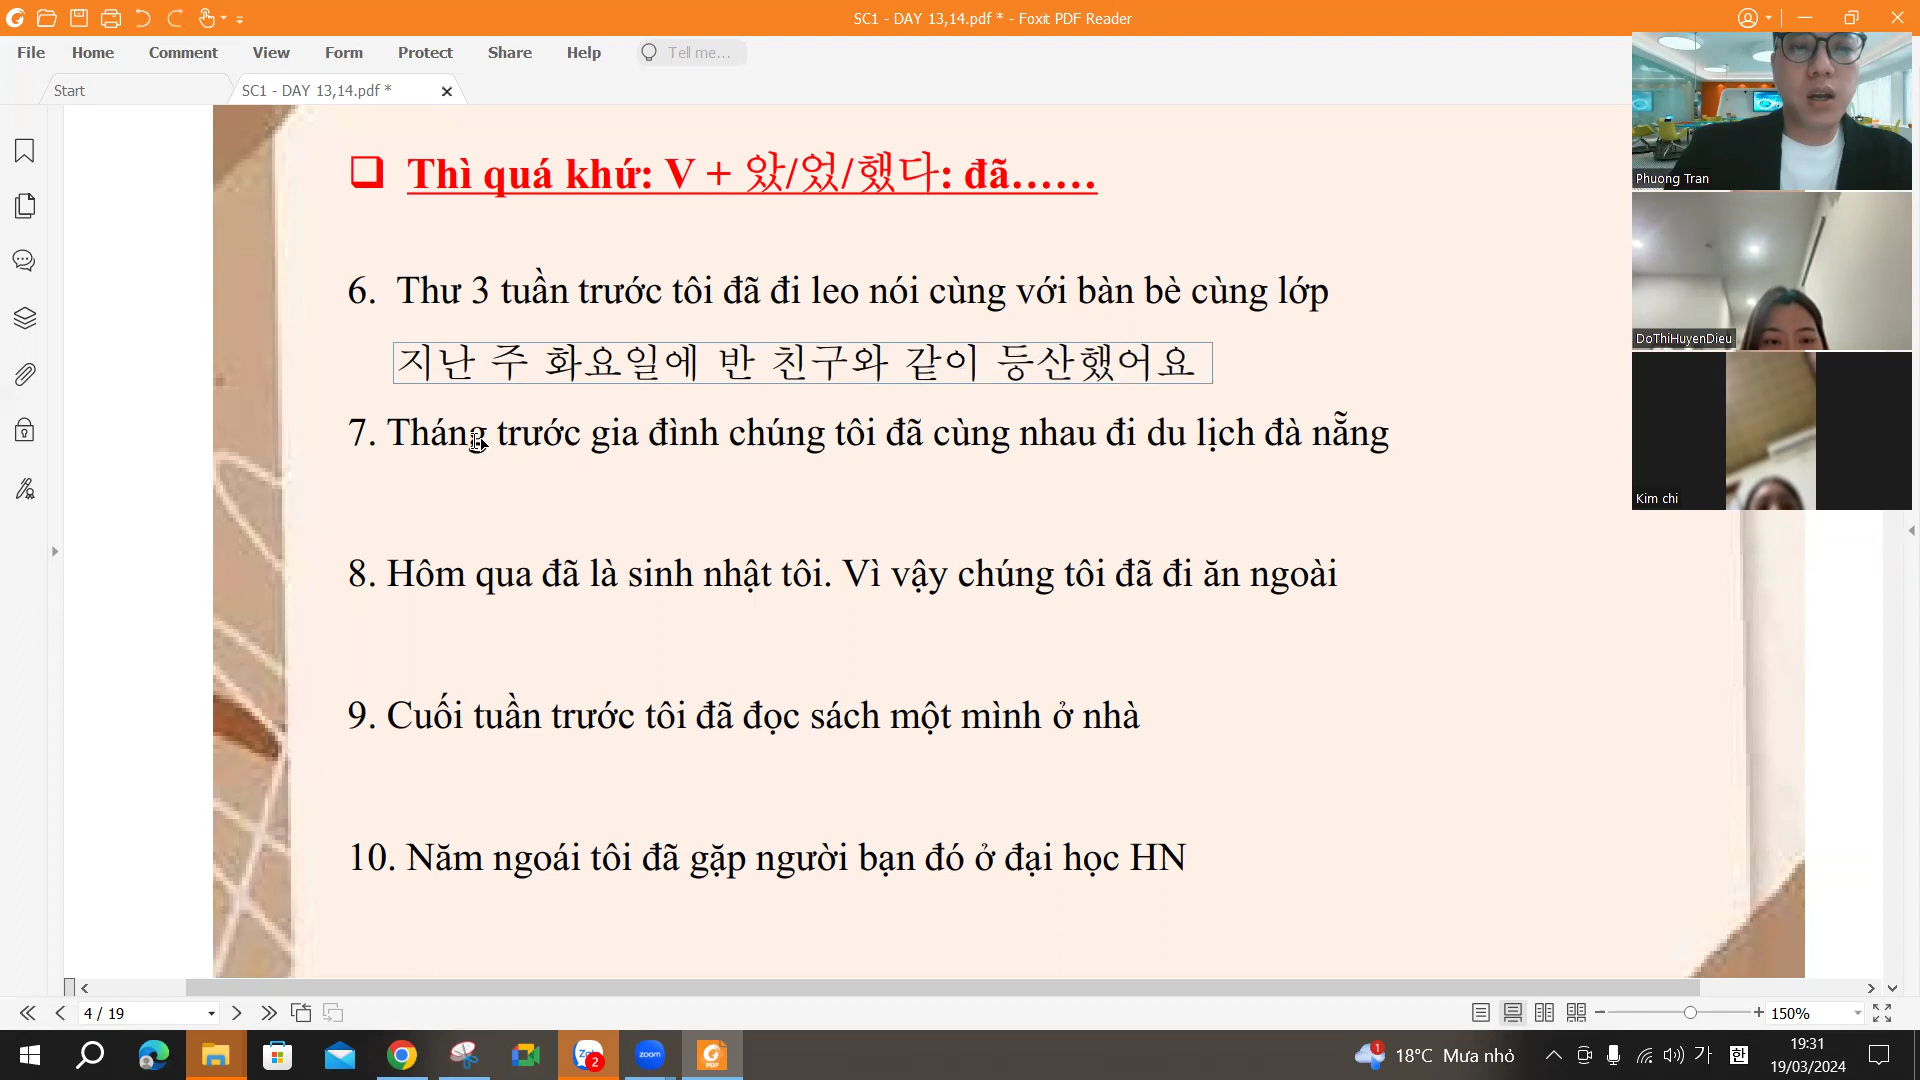 SC1 - DAY 13,14.pdf * - Foxit PDF Reader
File Home Comment View Form Protect Share Help Tell me...
Start SC1 - DAY 13,14.pdf *
Thì quá khứ: V + 았/었/했다: đã……
6. Thư 3 tuần trước tôi đã đi leo nói cùng với bàn bè cùng lớp
지난 주 화요일에 반 친구와 같이 등산했어요
7. Tháng trước gia đình chúng tôi đã cùng nhau đi du lịch đà nẵng
8. Hôm qua đã là sinh nhật tôi. Vì vậy chúng tôi đã đi ăn ngoài
9. Cuối tuần trước tôi đã đọc sách một mình ở nhà
10. Năm ngoái tôi đã gặp người bạn đó ở đại học HN
Phuong Tran
DoThiHuyenDieu
Kim chi
4 / 19
150%
zoom
PDF
2
1
18°C Mưa nhỏ
가
한
19:31
19/03/2024